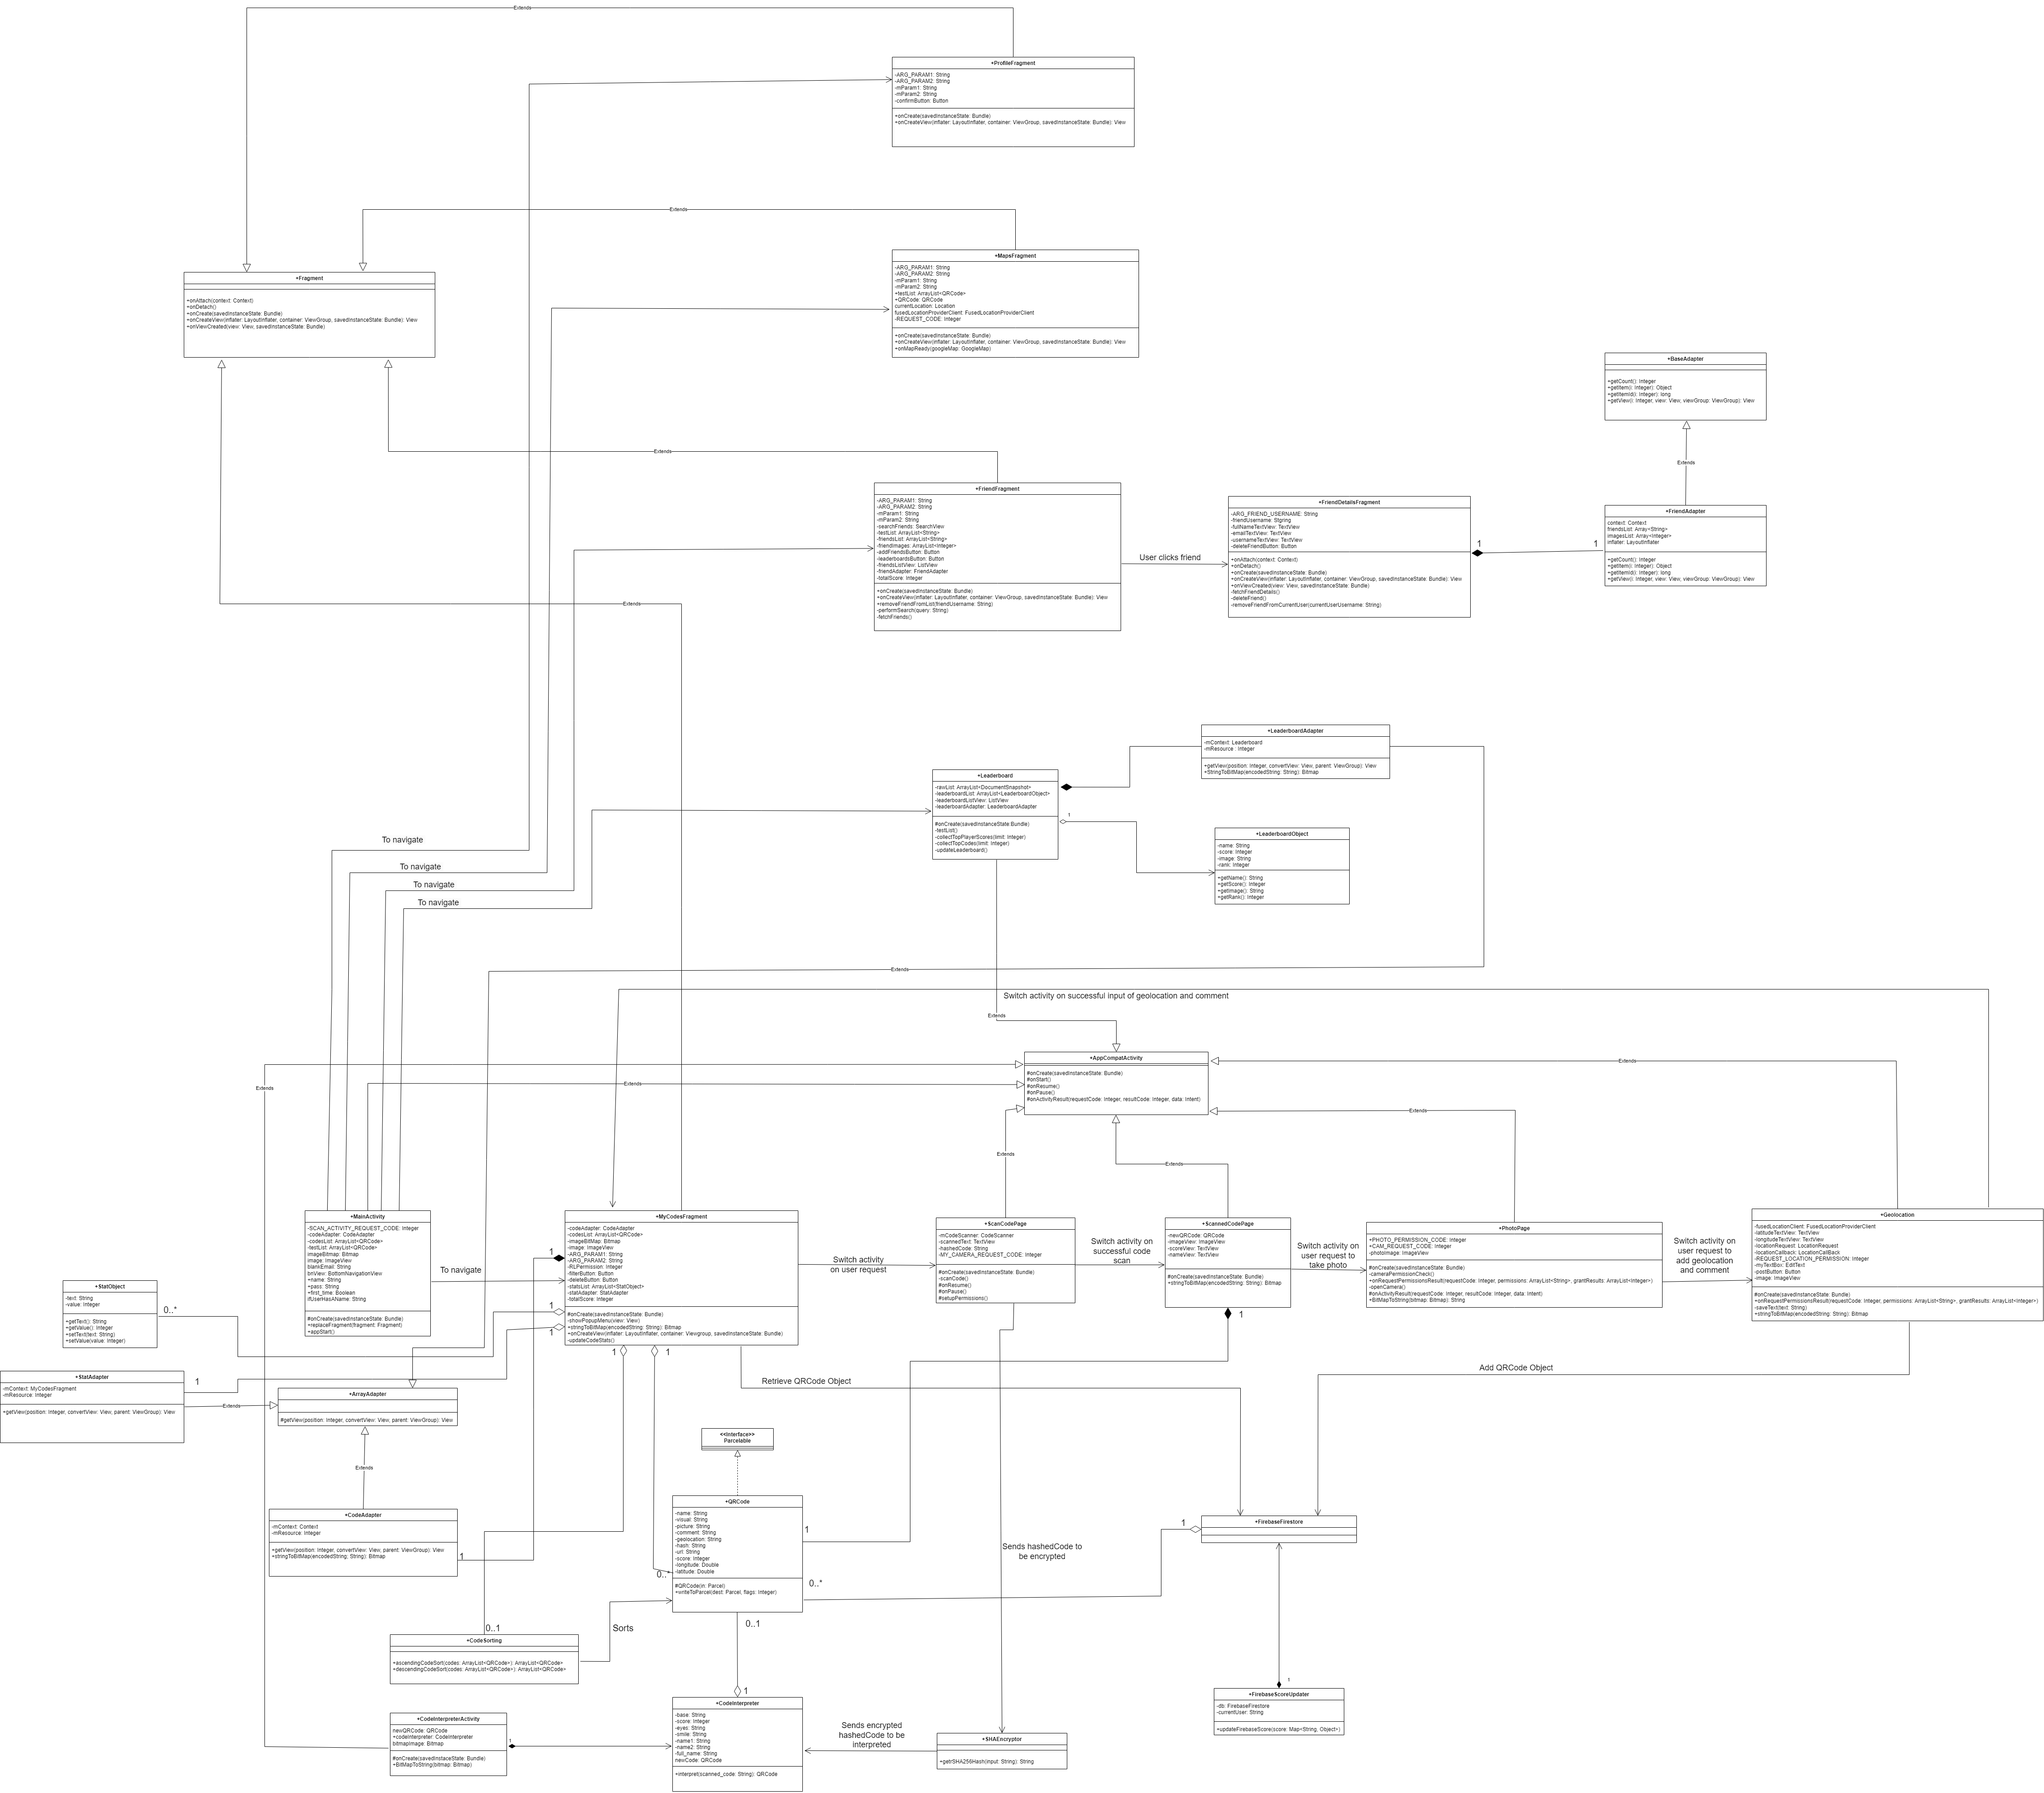 Extends
+ProfileFragment
-ARG_PARAM1: String
-ARG_PARAM2: String
-mParam1: String
-mParam2: String
-confirmButton: Button
+onCreate(savedInstanceState: Bundle)
+onCreateView(inflater: LayoutInflater, container: ViewGroup, savedInstanceState: Bundle): View
Extends
+MapsFragment
-ARG_PARAM1: String
-ARG_PARAM2: String
-mParam1: String
-mParam2: String
+testList: ArrayList<QRCode>
+QRCode: QRCode
currentLocation: Location
fusedLocationProviderClient: FusedLocationProviderClient
-REQUEST_CODE: Integer
+onCreate(savedInstanceState: Bundle)
+onCreateView(inflater: LayoutInflater, container: ViewGroup, savedInstanceState: Bundle): View
+onMapReady(googleMap: GoogleMap)
+Fragment
+onAttach(context: Context)
+onDetach()
+onCreate(savedInstanceState: Bundle)
+onCreateView(inflater: LayoutInflater, container: ViewGroup, savedInstanceState: Bundle): View
+onViewCreated(view: View, savedInstanceState: Bundle)
+BaseAdapter
+getCount(): Integer
+getItem(i: Integer): Object
+getItemId(i: Integer): long
+getView(i: Integer, view: View, viewGroup: ViewGroup): View
Extends
Extends
+FriendFragment
-ARG_PARAM1: String
-ARG_PARAM2: String
-mParam1: String
-mParam2: String
-searchFriends: SearchView
-testList: ArrayList<String>
-friendsList: ArrayList<String>
-friendImages: ArrayList<Integer>
-addFriendsButton: Button
-leaderboardsButton: Button
-friendsListView: ListView
-friendAdapter: FriendAdapter
-totalScore: Integer
+onCreate(savedInstanceState: Bundle)
+onCreateView(inflater: LayoutInflater, container: ViewGroup, savedInstanceState: Bundle): View
+removeFriendFromList(friendUsername: String)
-performSearch(query: String)
-fetchFriends()
User clicks friend
+FriendDetailsFragment
-ARG_FRIEND_USERNAME: String
-friendUsername: Stgring
-fullNameTextView: TextView
-emailTextView: TextView
-usernameTextView: TextView
-deleteFriendButton: Button
+onAttach(context: Context)
+onDetach()
+onCreate(savedInstanceState: Bundle)
+onCreateView(inflater: LayoutInflater, container: ViewGroup, savedInstanceState: Bundle): View
+onViewCreated(view: View, savedInstanceState: Bundle)
-fetchFriendDetails()
-deleteFriend()
-removeFriendFromCurrentUser(currentUserUsername: String)
1
1
+FriendAdapter
context: Context
friendsList: Array<String>
imagesList: Array<Integer>
inflater: LayoutInflater
+getCount(): Integer
+getItem(i: Integer): Object
+getItemId(i: Integer): long
+getView(i: Integer, view: View, viewGroup: ViewGroup): View
Extends
+LeaderboardAdapter
-mContext: Leaderboard
-mResource : Integer
+getView(position: Integer, convertView: View, parent: ViewGroup): View
+StringToBitMap(encodedString: String): Bitmap
+Leaderboard
-rawList: ArrayList<DocumentSnapshot>
-leaderboardList: ArrayList<LeaderboardObject>
-leaderboardListView: ListView
-leaderboardAdapter: LeaderboardAdapter
#onCreate(savedInstanceState:Bundle)
-testList()
-collectTopPlayerScores(limit: Integer)
-collectTopCodes(limit: Integer)
-updateLeaderboard()
1
+LeaderboardObject
-name: String
-score: Integer
-image: String
-rank: Integer
+getName(): String
+getScore(): Integer
+getImage(): String
+getRank(): Integer
To navigate
To navigate
To navigate
To navigate
Extends
Switch activity on successful input of geolocation and comment
Extends
+AppCompatActivity
#onCreate(savedInstanceState: Bundle)
#onStart()
#onResume()
#onPause()
#onActivityResult(requestCode: Integer, resultCode: Integer, data: Intent)
Extends
Extends
Extends
Extends
Extends
Extends
+MainActivity
-SCAN_ACTIVITY_REQUEST_CODE: Integer
-codeAdapter: CodeAdapter
-codesList: ArrayList<QRCode>
-testList: ArrayList<QRCode>
imageBitmap: Bitmap
image: ImageView
blankEmail: String
bnView: BottomNavigationView
+name: String
+pass: String
+first_time: Boolean
ifUserHasAName: String
#onCreate(savedInstanceState: Bundle)
+replaceFragment(fragment: Fragment)
+appStart()
To navigate
+MyCodesFragment
-codeAdapter: CodeAdapter
-codesList: ArrayList<QRCode>
-imageBitMap: Bitmap
-image: ImageView
-ARG_PARAM1: String
-ARG_PARAM2: String
-RLPermission: Integer
-filterButton: Button
-deleteButton: Button
-statsList: ArrayList<StatObject>
-statAdapter: StatAdapter
-totalScore: Integer
#onCreate(savedInstanceState: Bundle)
-showPopupMenu(view: View)
+stringToBitMap(encodedString: String): Bitmap
+onCreateView(inflater: LayoutInflater, container: Viewgroup, savedInstanceState: Bundle)
-updateCodeStats()
1
1
1
1
1
Switch activity
on user request
+ScanCodePage
-mCodeScanner: CodeScanner
-scannedText: TextView
-hashedCode: String
-MY_CAMERA_REQUEST_CODE: Integer
#onCreate(savedInstanceState: Bundle)
-scanCode()
#onResume()
#onPause()
#setupPermissions()
Switch activity on
successful code
scan
+ScannedCodePage
-newQRCode: QRCode
-imageView: ImageView
-scoreView: TextView
-nameView: TextView
#onCreate(savedInstanceState: Bundle)
+stringToBitmap(encodedString: String): Bitmap
1
Switch activity on
user request to
take photo
+PhotoPage
+PHOTO_PERMISSION_CODE: Integer
+CAM_REQUEST_CODE: Integer
-photoImage: ImageView
#onCreate(savedInstanceState: Bundle)
-cameraPermissionCheck()
+onRequestPermissionsResult(requestCode: Integer, permissions: ArrayList<String>, grantResults: ArrayList<Integer>)
-openCamera()
#onActivityResult(requestCode: Integer, resultCode: Integer, data: Intent)
+BitMapToString(bitmap: Bitmap): String
Switch activity on
user request to
add geolocation
and comment
+Geolocation
-fusedLocationClient: FusedLocationProviderClient
-latitudeTextView: TextView
-longitudeTextView: TextView
-locationRequest: LocationRequest
-locationCallback: LocationCallBack
-REQUEST_LOCATION_PERMISSION: Integer
-myTextBox: EditText
-postButton: Button
-image: ImageView
#onCreate(savedInstanceState: Bundle)
+onRequestPermissionsResult(requestCode: Integer, permissions: ArrayList<String>, grantResults: ArrayList<Integer>)
-saveText(text: String)
+stringToBitMap(encodedString: String): Bitmap
+StatObject
-text: String
-value: Integer
+getText(): String
+getValue(): Integer
+setText(text: String)
+setValue(value: Integer)
0..*
+StatAdapter
-mContext: MyCodesFragment
-mResource: Integer
+getView(position: Integer, convertView: View, parent: ViewGroup): View
1
Extends
+ArrayAdapter
#getView(position: Integer, convertView: View, parent: ViewGroup): View
Extends
Retrieve QRCode Object
Add QRCode Object
<<Interface>>
Parcelable
+CodeAdapter
-mContext: Context
-mResource: Integer
+getView(position: Integer, convertView: View, parent: ViewGroup): View
+stringToBitMap(encodedString; String): Bitmap
1
+QRCode
-name: String
-visual: String
-picture: String
-comment: String
-geolocation: String
-hash: String
-url: String
-score: Integer
-longitude: Double
-latitude: Double
#QRCode(in: Parcel)
+writeToParcel(dest: Parcel, flags: Integer)
0..*
1
0..*
0..1
Sends hashedCode to
be encrypted
1
+FirebaseFirestore
0..1
+CodeSorting
+ascendingCodeSort(codes: ArrayList<QRCode>): ArrayList<QRCode>
+descendingCodeSort(codes: ArrayList<QRCode>): ArrayList<QRCode>
Sorts
1
+CodeInterpreter
-base: String
-score: Integer
-eyes: String
-smile: String
-name1: String
-name2: String
-full_name: String
newCode: QRCode
+interpret(scanned_code: String): QRCode
+CodeInterpreterActivity
newQRCode: QRCode
+codeInterpreter: CodeInterpreter
bitmapImage: Bitmap
#onCreate(savedInstaceState: Bundle)
+BitMapToString(bitmap: Bitmap)
1
Sends encrypted
hashedCode to be
interpreted
+SHAEncryptor
+getrSHA256Hash(input: String): String
1
+FirebaseScoreUpdater
-db: FirebaseFirestore
-currentUser: String
+updateFirebaseScore(score: Map<String, Object>)